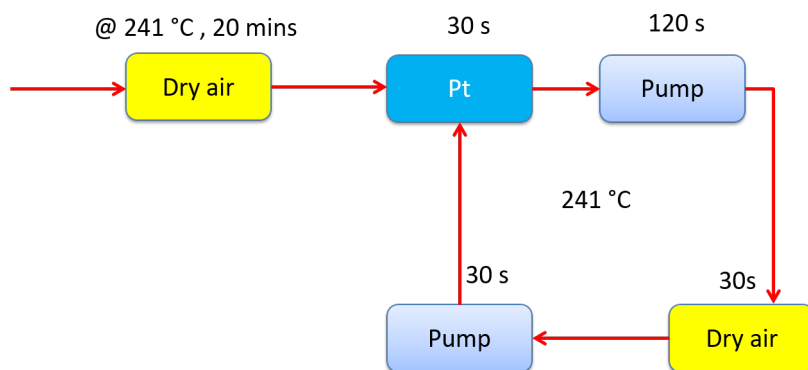 @ 241 °C , 20 mins
30 s
120 s
Dry air
Pt
Pump
241 °C
30 s
30s
Pump
Dry air